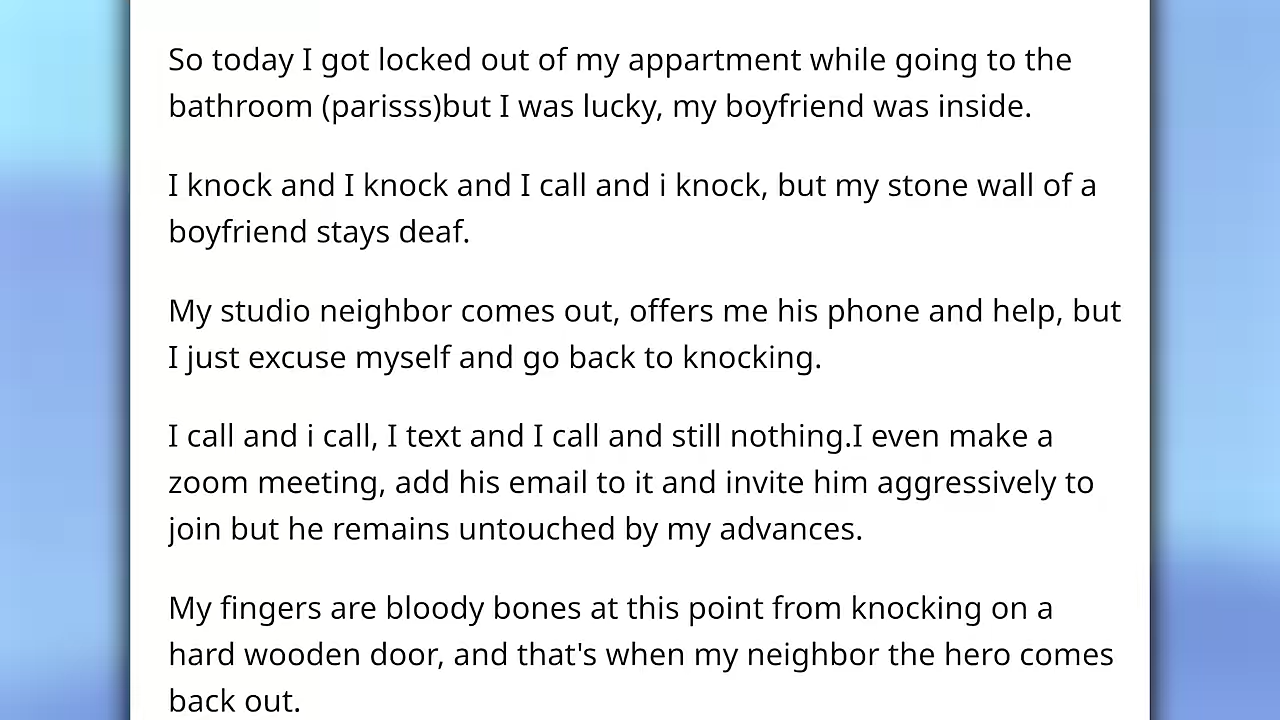 So today I got locked out of my appartment while going to the
bathroom (parisss)but I was lucky, my boyfriend was inside.
I knock and I knock and I call and i knock, but my stone wall of a
boyfriend stays deaf.
My studio neighbor comes out, offers me his phone and help, but
I just excuse myself and go back to knocking.
I call and i call, I text and I call and still nothing.I even make a
zoom meeting, add his email to it and invite him aggressively to
join but he remains untouched by my advances.
My fingers are bloody bones at this point from knocking on a
hard wooden door, and that's when my neighbor the hero comes
back out.